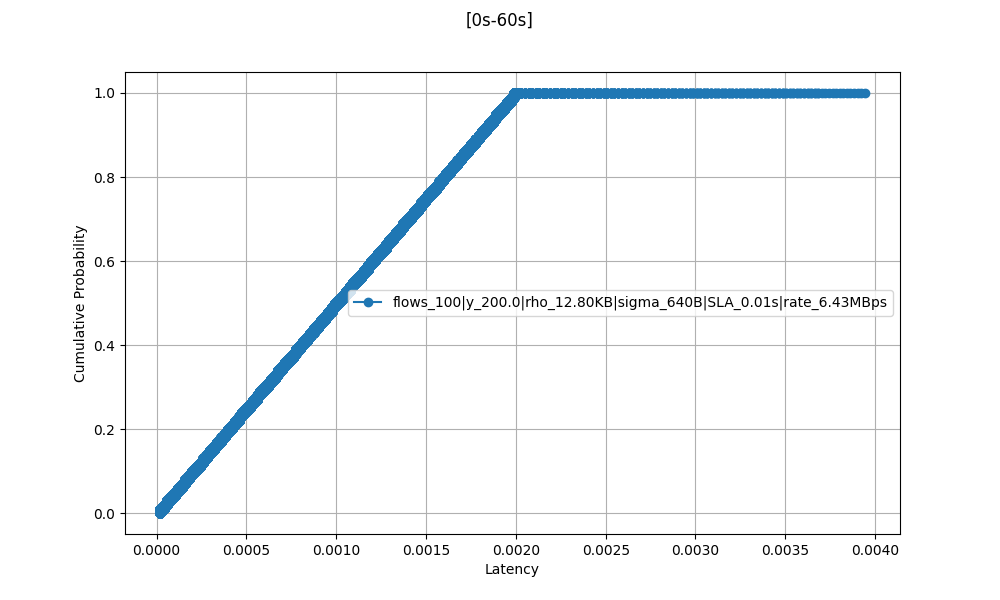 [0s-60s]
1.0
0.8
0.6
0.4
0.2
0.0
Cumulative Probability
flows_100|y_200.0|rho_12.80KB|sigma_640B|SLA_0.01s|rate_6.43MBps
0.0000 0.0005 0.0010 0.0015 0.0020 0.0025 0.0030 0.0035 0.0040
Latency